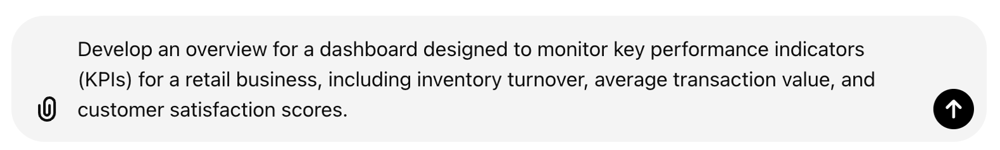 Develop an overview for a dashboard designed to monitor key performance indicators
(KPIs) for a retail business, including inventory turnover, average transaction value, and
customer satisfaction scores.